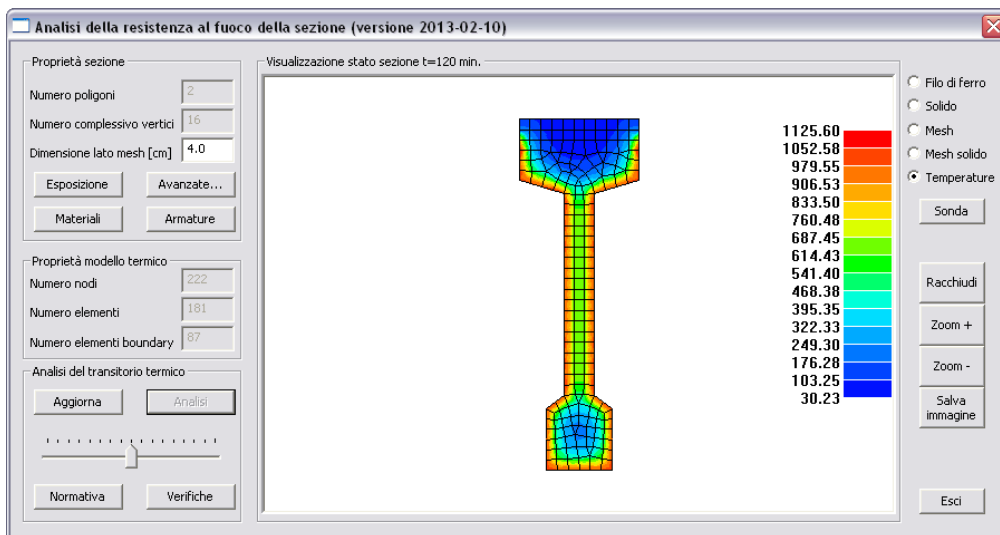 Analisi della resistenza al fuoco della sezione (versione 2013-02-10)
Proprietà sezione
Numero poligoni 2
Numero complessivo vertici 16
Dimensione lato mesh [cm] 4.0
Esposizione Avanzate...
Materiali Armature
Proprietà modello termico
Numero nodi 222
Numero elementi 181
Numero elementi boundary 87
Analisi del transitorio termico
Aggiorna Analisi
Normativa Verifiche
Visualizzazione stato sezione t=120 min.
1125.60
1052.58
979.55
906.53
833.50
760.48
687.45
614.43
541.40
468.38
395.35
322.33
249.30
176.28
103.25
30.23
Filo di ferro
Solido
Mesh
Mesh solido
Temperature
Sonda
Racchiudi
Zoom +
Zoom -
Salva
immagine
Esci